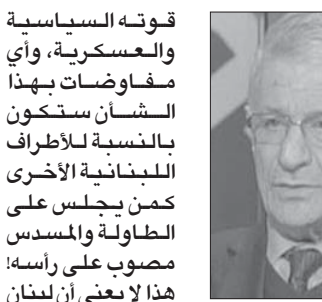 قوته السياسية
والعسكرية، وأي
مفاوضات بهذا
الشأن ستكون
بالنسبة للأطراف
اللبنانية الأخرى
كمن يجلس على
الطاولة والمسدس
مصوب على رأسه!
هذا لا يعني أن لبنان